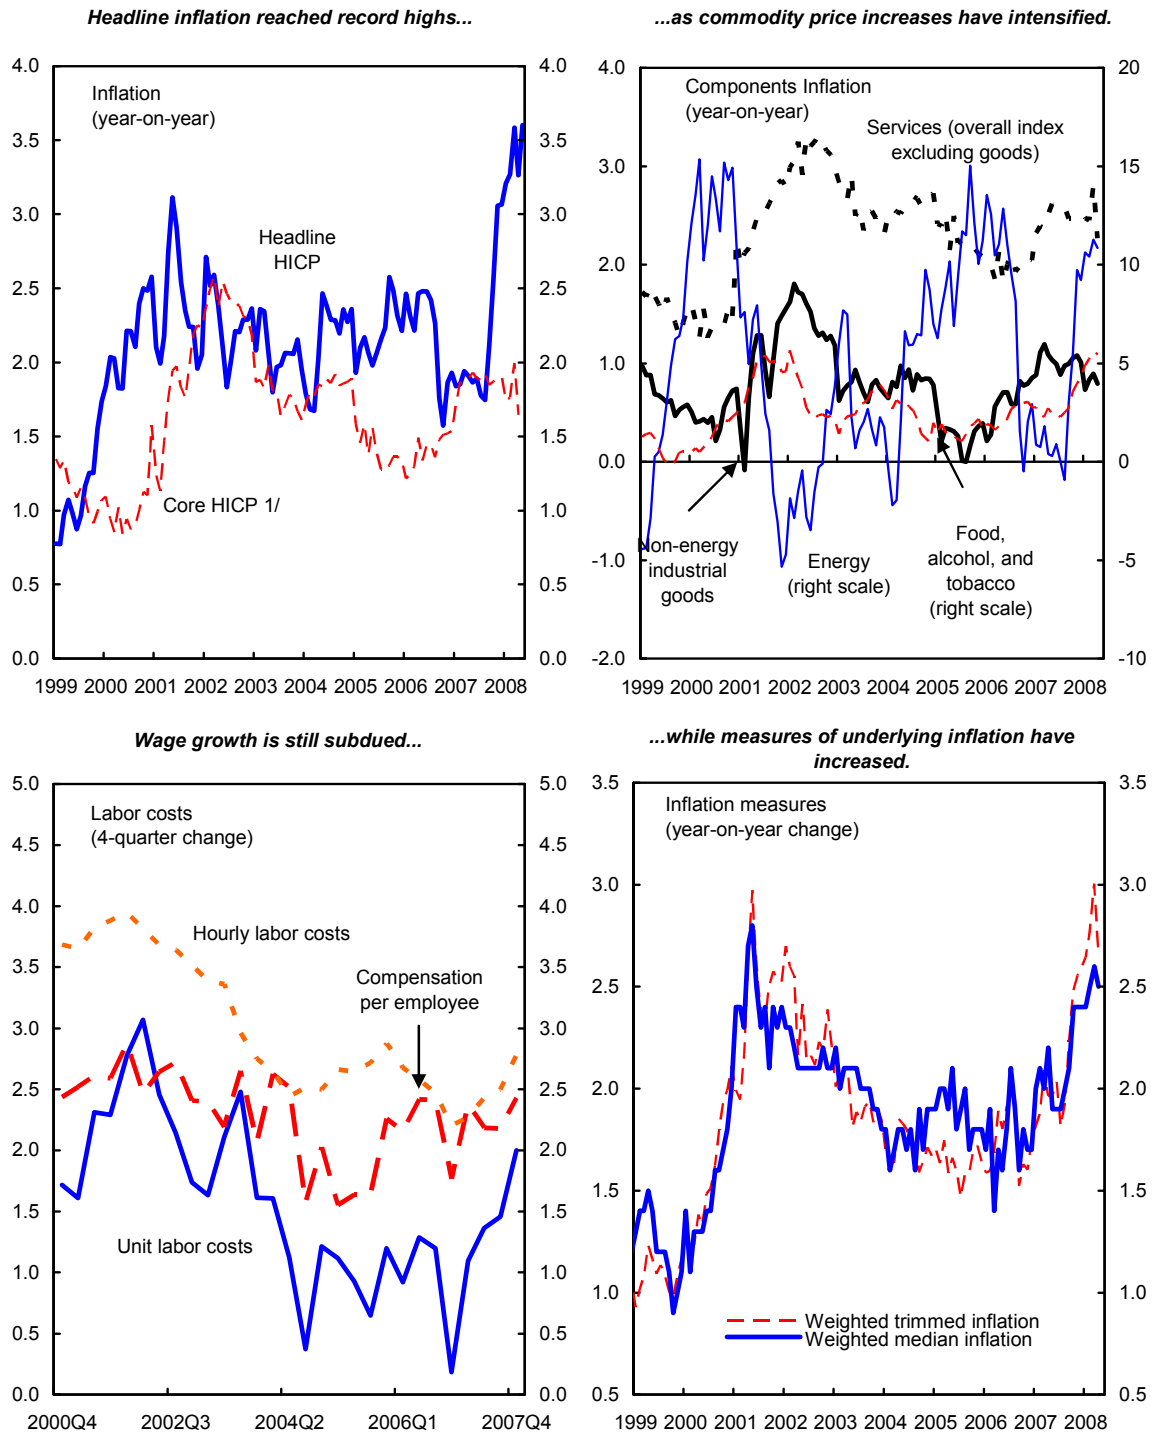 Headline inflation reached record highs...
4.0
4.0
Inflation
(year-on-year)
3.5
3.5
3.0
3.0
Headline
HICP
2.5
2.5
2.0
2.0
1.5
1.5
Core HICP 1/
1.0
1.0
0.5
0.5
0.0
0.0
1999 2000 2001 2002 2003 2004 2005 2006 2007 2008
...as commodity price increases have intensified.
4.0
20
Components Inflation
(year-on-year)
Services (overall index
excluding goods)
3.0
15
2.0
10
1.0
5
0.0
0
Non-energy
industrial
goods
Energy
(right scale)
Food,
alcohol, and
tobacco
(right scale)
-1.0
-5
-2.0
-10
1999 2000 2001 2002 2003 2004 2005 2006 2007 2008
Wage growth is still subdued...
5.0
5.0
Labor costs
(4-quarter change)
4.5
4.5
4.0
4.0
Hourly labor costs
3.5
3.5
Compensation
per employee
3.0
3.0
2.5
2.5
2.0
2.0
1.5
1.5
Unit labor costs
1.0
1.0
0.5
0.5
0.0
0.0
2000Q4 2002Q3 2004Q2 2006Q1 2007Q4
...while measures of underlying inflation have
increased.
3.5
3.5
Inflation measures
(year-on-year change)
3.0
3.0
2.5
2.5
2.0
2.0
1.5
1.5
1.0
1.0
Weighted trimmed inflation
Weighted median inflation
0.5
0.5
1999 2000 2001 2002 2003 2004 2005 2006 2007 2008